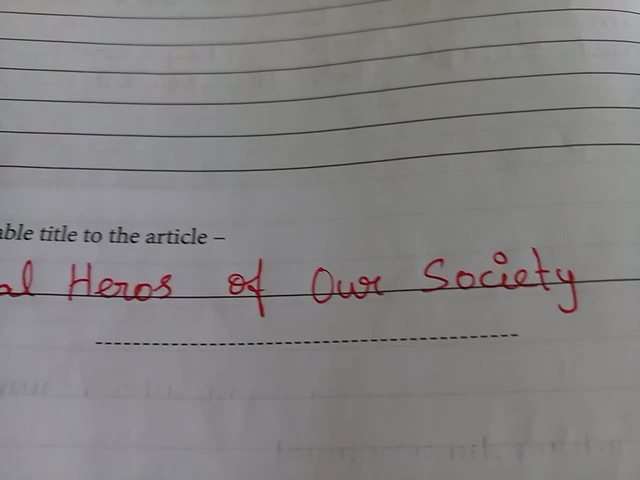 able title to the article –
al Heros of Our Society